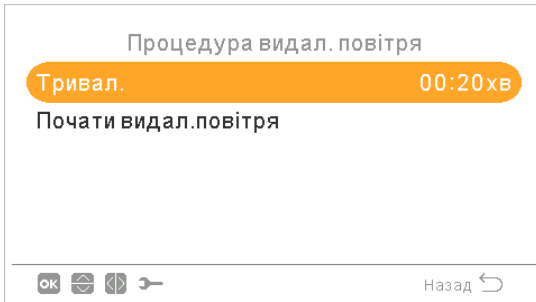 Процедура видал. повітря
Тривал. 00:20хв
Почати видал.повітря
OK Назад